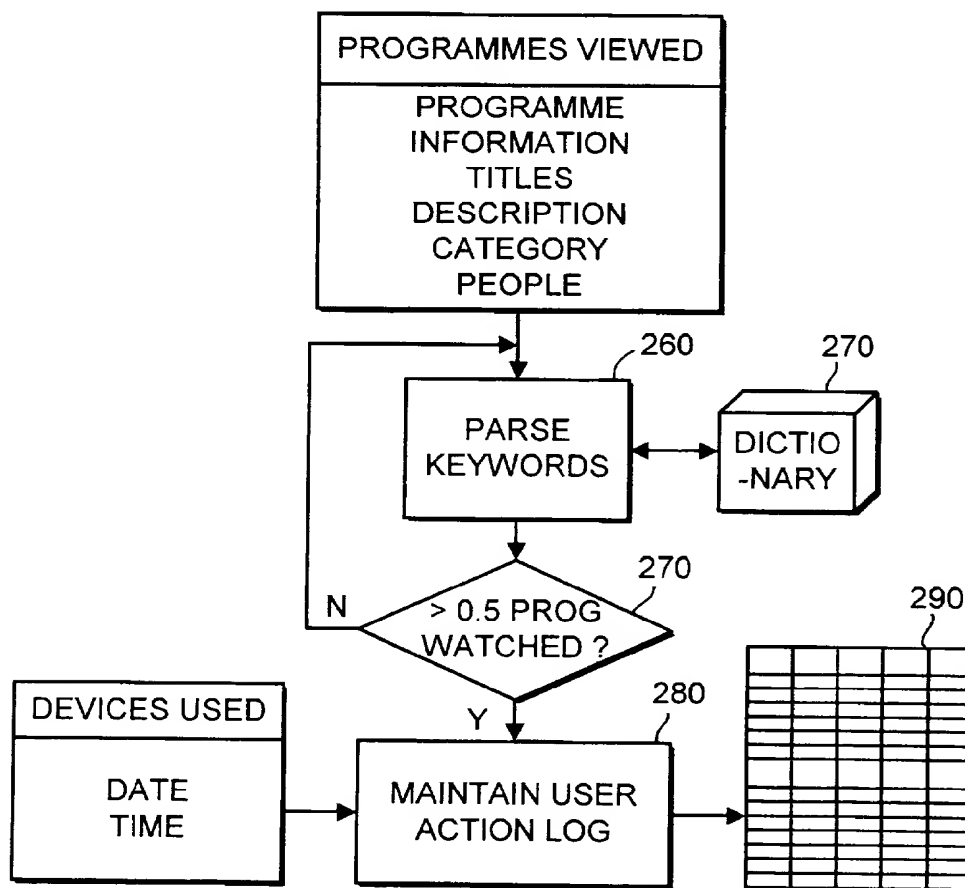 PROGRAMMES VIEWED
PROGRAMME
INFORMATION
TITLES
DESCRIPTION
CATEGORY
PEOPLE
260
270
PARSE
KEYWORDS
DICTIO
-NARY
270
> 0.5 PROG
WATCHED ?
N
Y
290
DEVICES USED
DATE
TIME
280
MAINTAIN USER
ACTION LOG